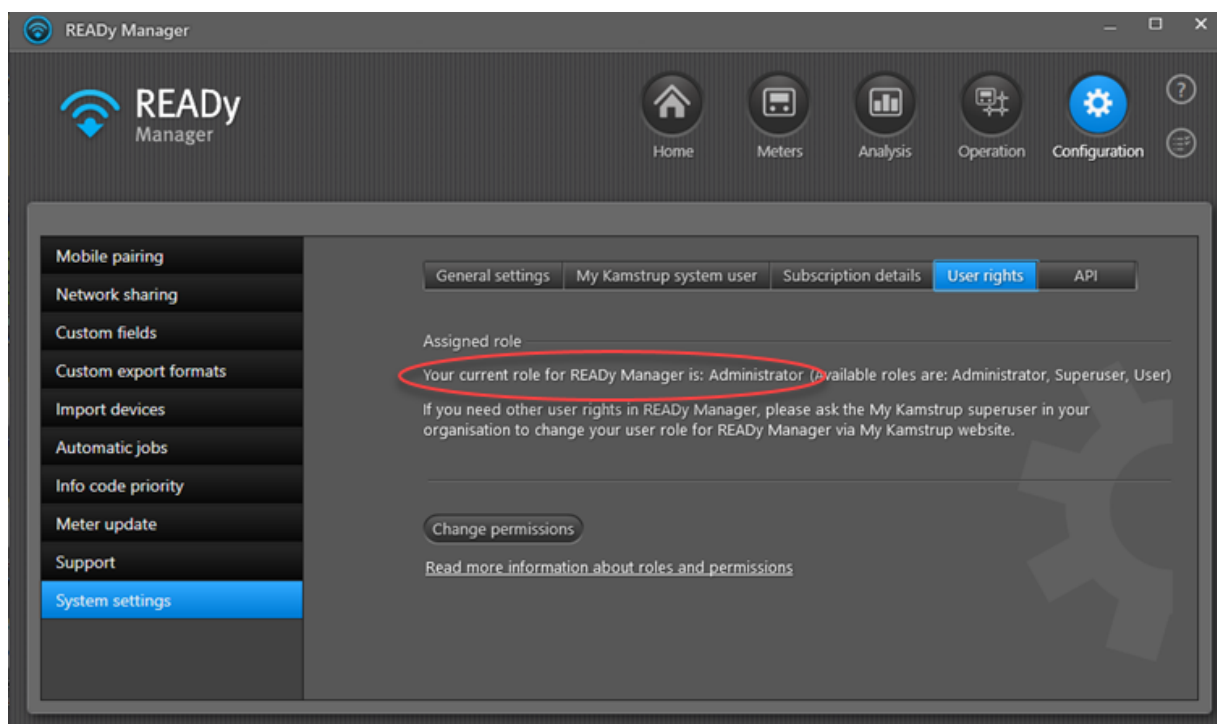 READy Manager
READy
Manager
Home
Meters
Analysis
Operation
Configuration
?
Mobile pairing
Network sharing
Custom fields
Custom export formats
Import devices
Automatic jobs
Info code priority
Meter update
Support
System settings
General settings
My Kamstrup system user
Subscription details
User rights
API
Assigned role
Your current role for READy Manager is: Administrator (Available roles are: Administrator, Superuser, User)
If you need other user rights in READy Manager, please ask the My Kamstrup superuser in your
organisation to change your user role for READy Manager via My Kamstrup website.
Change permissions
Read more information about roles and permissions